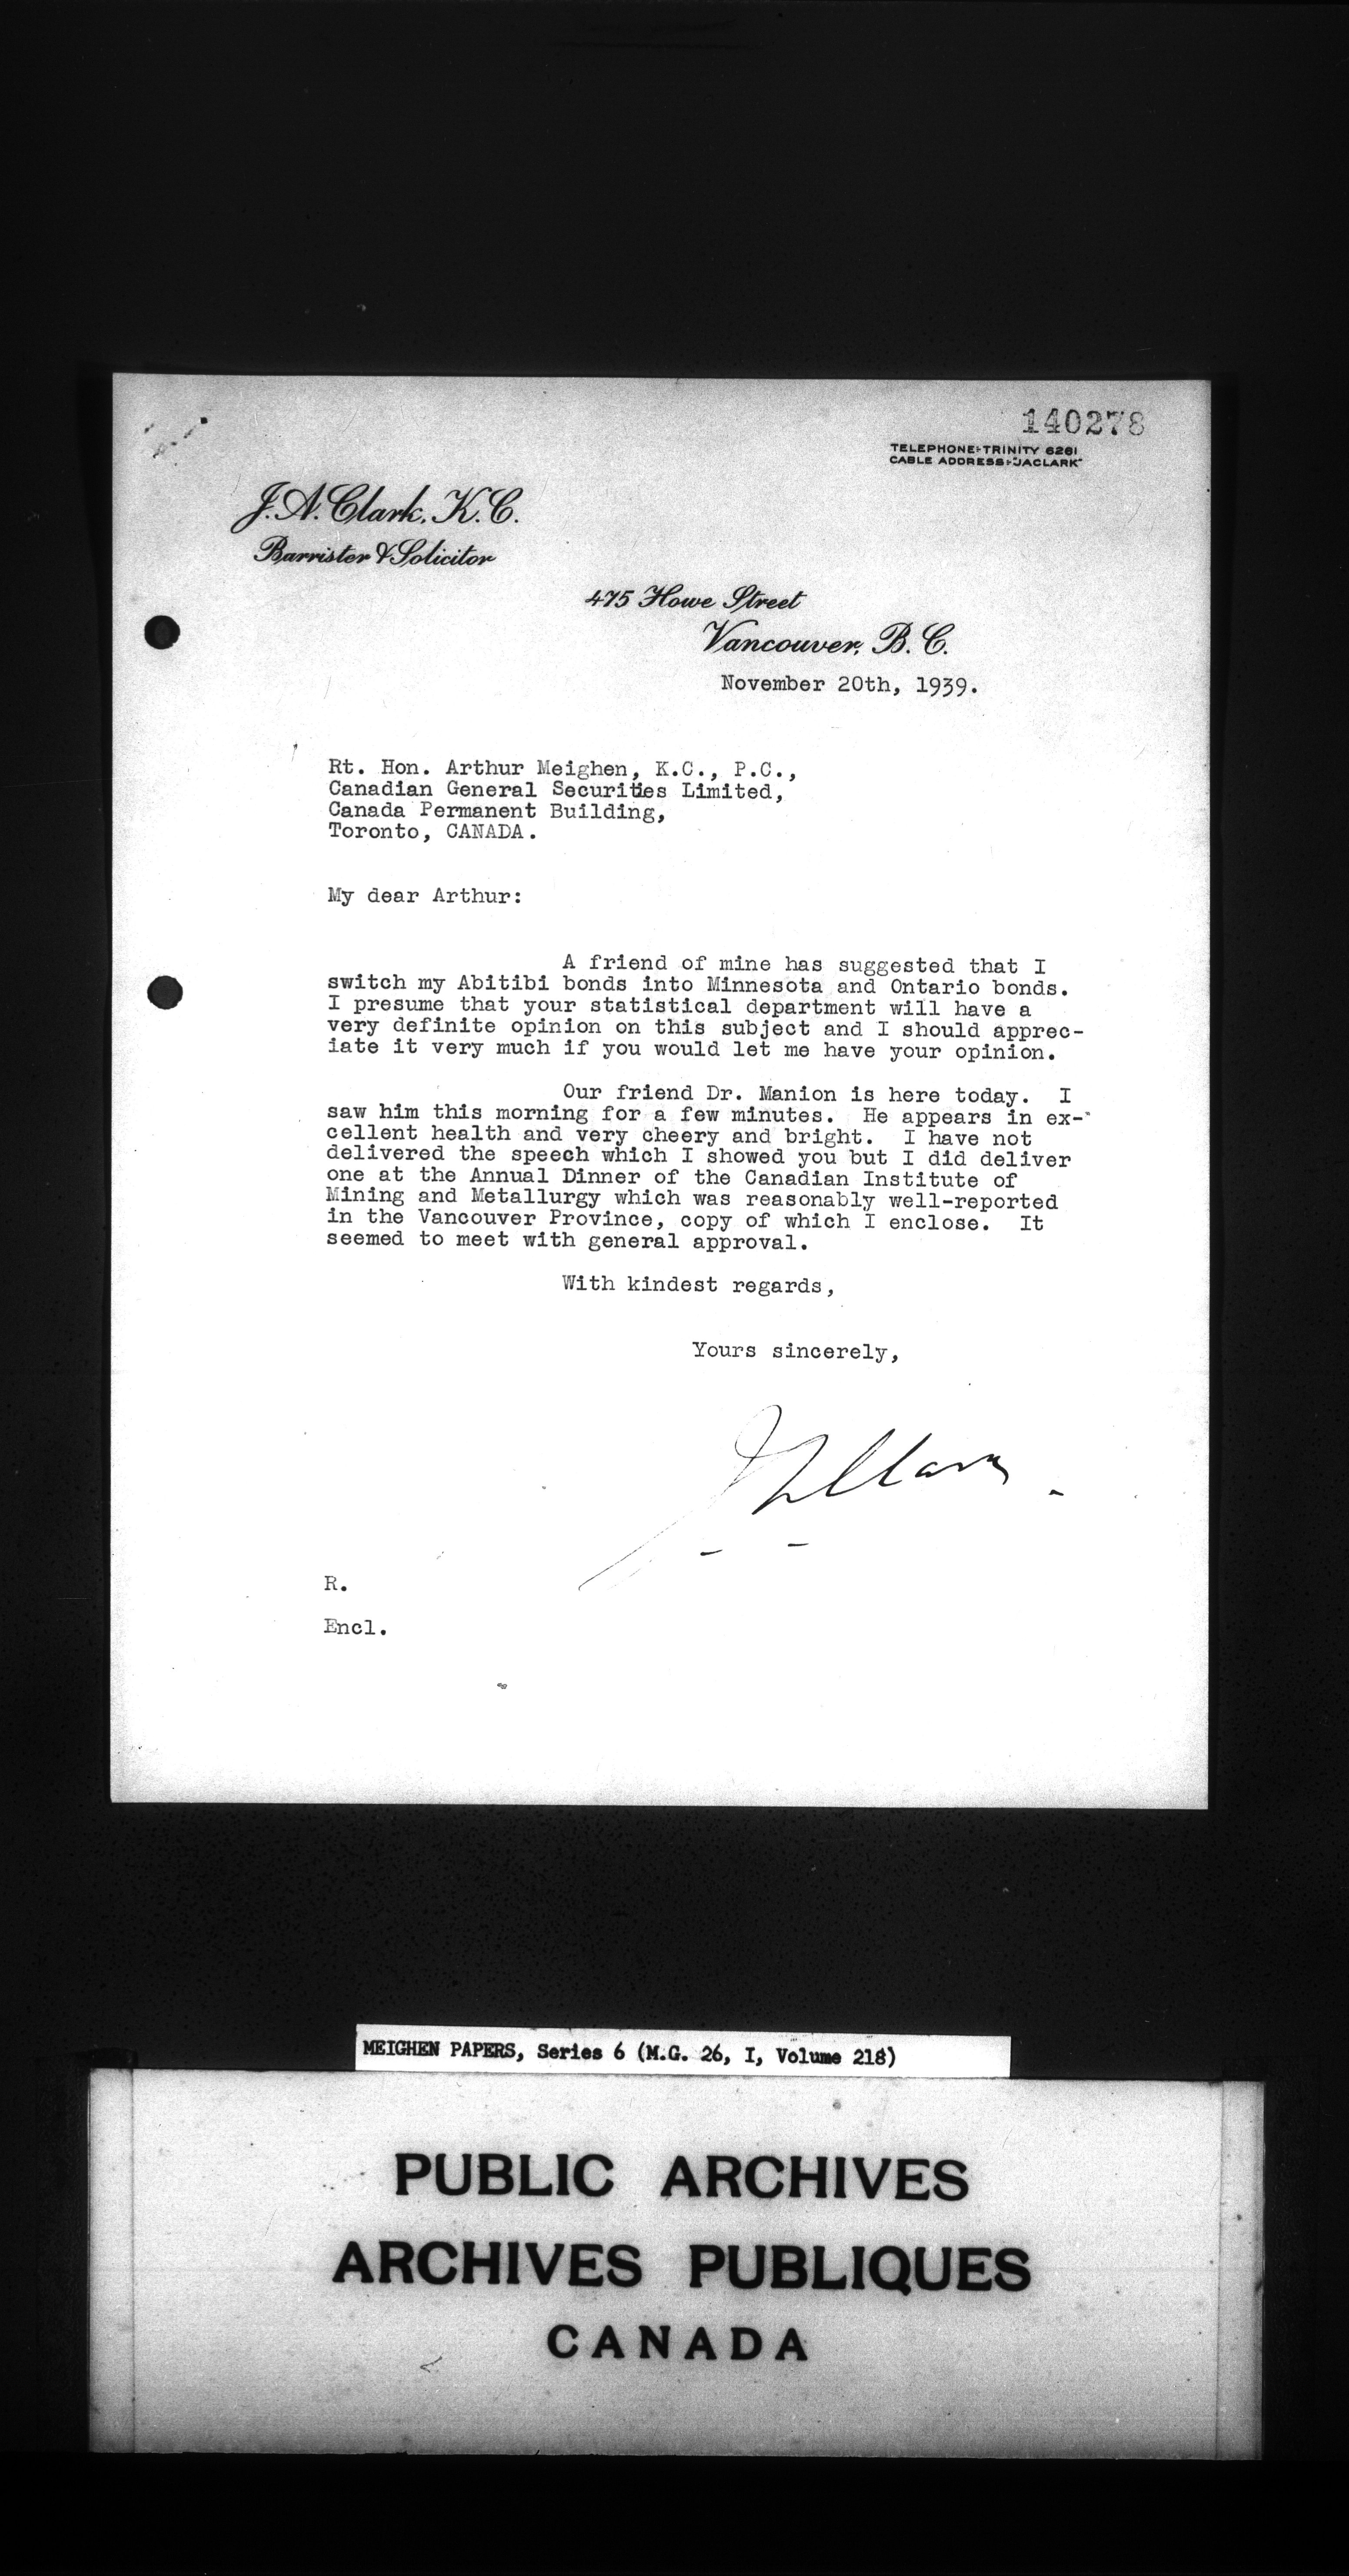 140278
TELEPHONE:-TRINITY 6261
CABLE ADDRESS:-"JACLARK"
J. A. Clark, K. C.
Barrister & Solicitor
475 Howe Street
Vancouver, B. C.
November 20th, 1939.
Rt. Hon. Arthur Meighen, K.C., P.C.,
Canadian General Securities Limited,
Canada Permanent Building,
Toronto, CANADA.
My dear Arthur:
A friend of mine has suggested that I
switch my Abitibi bonds into Minnesota and Ontario bonds.
I presume that your statistical department will have a
very definite opinion on this subject and I should apprec-
iate it very much if you would let me have your opinion.
Our friend Dr. Manion is here today. I
saw him this morning for a few minutes. He appears in ex-
cellent health and very cheery and bright. I have not
delivered the speech which I showed you but I did deliver
one at the Annual Dinner of the Canadian Institute of
Mining and Metallurgy which was reasonably well-reported
in the Vancouver Province, copy of which I enclose. It
seemed to meet with general approval.
With kindest regards,
Yours sincerely,
J A Clark.
R.
Encl.
MEIGHEN PAPERS, Series 6 (M.G. 26, I, Volume 218)
PUBLIC ARCHIVES
ARCHIVES PUBLIQUES
CANADA